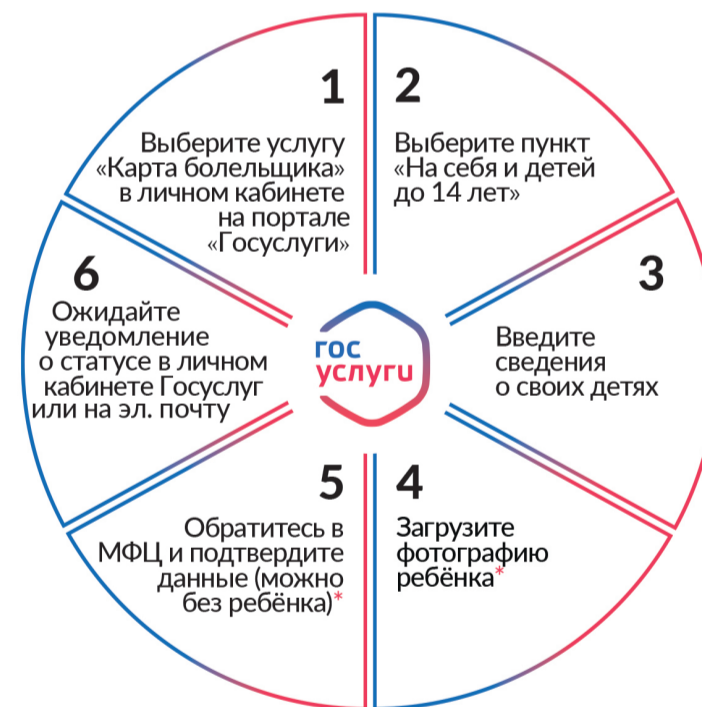 1
Выберите услугу
«Карта болельщика»
в личном кабинете
на портале
«Госуслуги»
2
Выберите пункт
«На себя и детей
до 14 лет»
3
Введите
сведения
о своих детях
4
Загрузите
фотографию
ребёнка*
5
Обратитесь в
МФЦ и подтвердите
данные (можно
без ребёнка)*
6
Ожидайте
уведомление
о статусе в личном
кабинете Госуслуг
или на эл. почту
гос
услуги